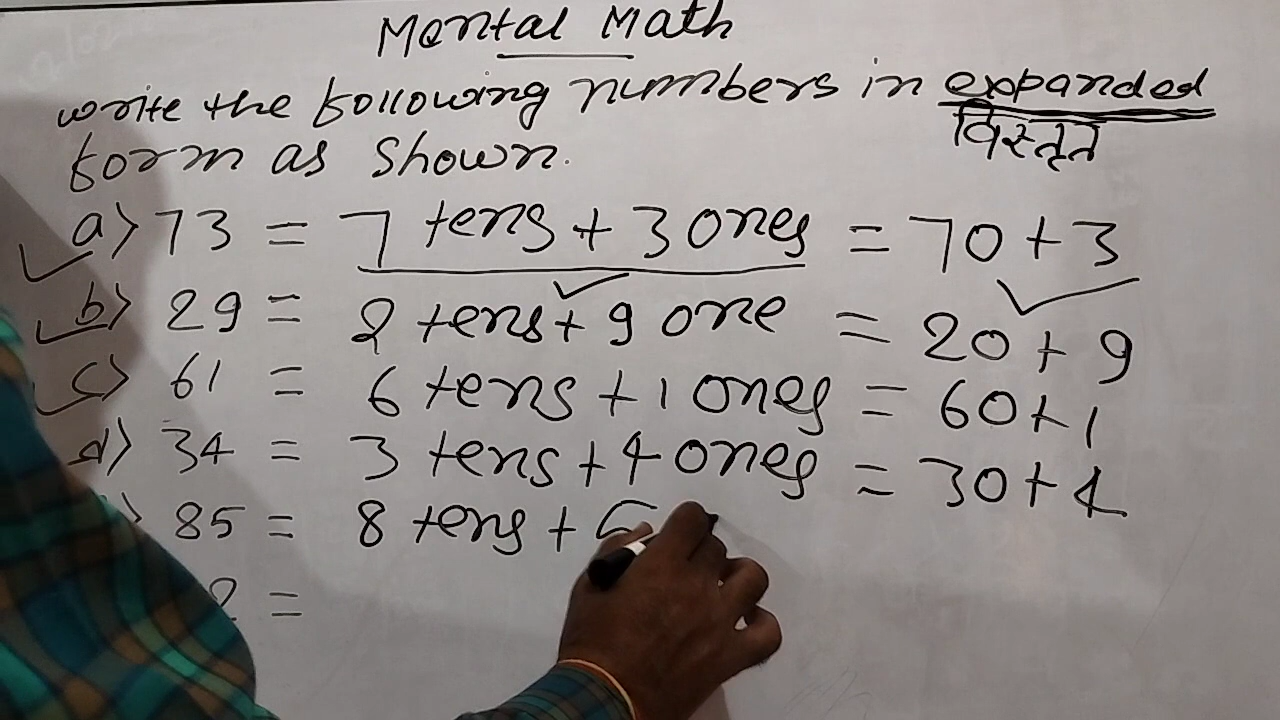 Mental Math
write the following numbers in expanded
विस्तृत
form as shown.
a) 73 = 7 tens + 3 ones = 70 + 3
b) 29 = 2 tens + 9 one = 20 + 9
c) 61 = 6 tens + 1 ones = 60 + 1
d) 34 = 3 tens + 4 ones = 30 + 4
) 85 = 8 tens +
2 =